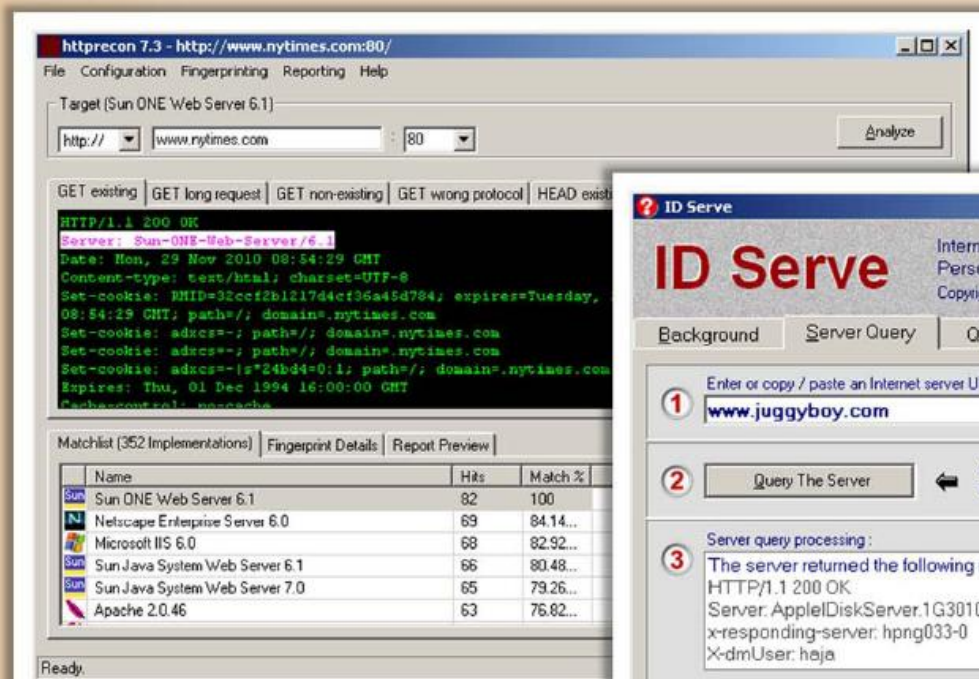 httprecon 7.3 - http://www.nytimes.com:80/
File Configuration Fingerprinting Reporting Help
Target (Sun ONE Web Server 6.1)
http:// www.nytimes.com : 80 Analyze
GET existing GET long request GET non-existing GET wrong protocol HEAD
HTTP/1.1 200 OK
Server: Sun-ONE-Web-Server/6.1
Date: Mon, 29 Nov 2010 08:54:29 GMT
Content-type: text/html; charset=UTF-8
Set-cookie: RMID=32ccf2b1217d4cf36a45d784; expires=Tuesday,
08:54:29 GMT; path=/; domain=.nytimes.com
Set-cookie: adxcs=-; path=/; domain=.nytimes.com
Set-cookie: adxcs=-; path=/; domain=.nytimes.com
Set-cookie: adxcs=-|s*24bd4=0:1; path=/; domain=.nytimes.com
Expires: Thu, 01 Dec 1994 16:00:00 GMT
Cache-control: no-cache
Matchlist (352 Implementations) Fingerprint Details Report Preview
Name Hits Match %
Sun ONE Web Server 6.1 82 100
Netscape Enterprise Server 6.0 69 84.14...
Microsoft IIS 6.0 68 82.92...
Sun Java System Web Server 6.1 66 80.48...
Sun Java System Web Server 7.0 65 79.26...
Apache 2.0.46 63 76.82...
Ready.
ID Serve
ID Serve
Background Server Query
1 Enter or copy / paste an Internet server
www.juggyboy.com
2 Query The Server
3 Server query processing :
The server returned the following
HTTP/1.1 200 OK
Server: AppleIDiskServer.1G3010
x-responding-server: hpng033-0
X-dmUser: haja